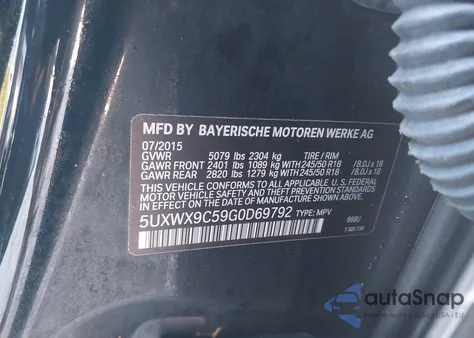 MFD BY BAYERISCHE MOTOREN WERKE AG
07/2015
GVWR 5079 lbs 2304 kg TIRE / RIM
GAWR FRONT 2401 lbs 1089 kg WITH 245/50 R18 /8.0J x 18
GAWR REAR 2820 lbs 1279 kg WITH 245/50 R18 /8.0J x 18
THIS VEHICLE CONFORMS TO ALL APPLICABLE U.S. FEDERAL
MOTOR VEHICLE SAFETY AND THEFT PREVENTION STANDARDS
IN EFFECT ON THE DATE OF MANUFACTURE SHOWN ABOVE.
5UXWX9C59G0D69792 TYPE: MPV 668U
autoSnap
USA | EU